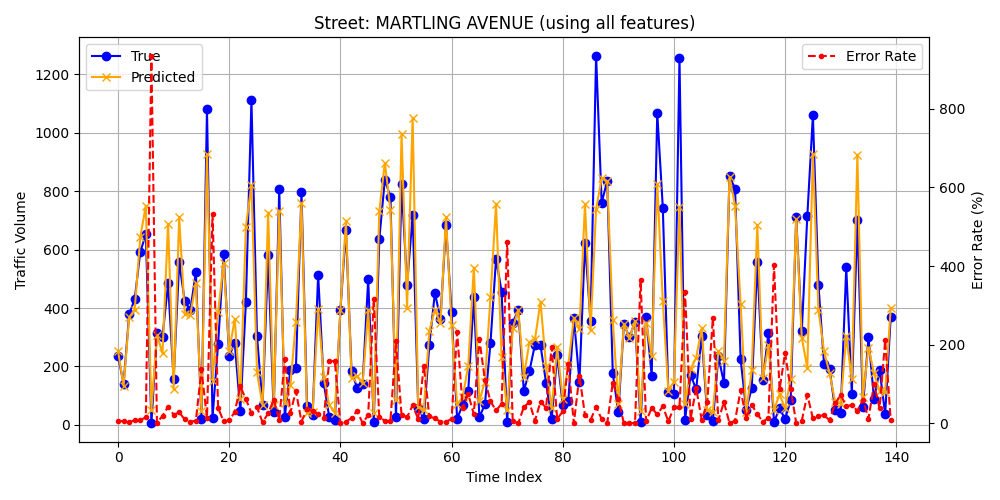 Street: MARTLING AVENUE (using all features)
True
Predicted
Error Rate
Traffic Volume
1200
1000
800
600
400
200
0
800
600
400
200
0
Error Rate (%)
0 20 40 60 80 100 120 140
Time Index